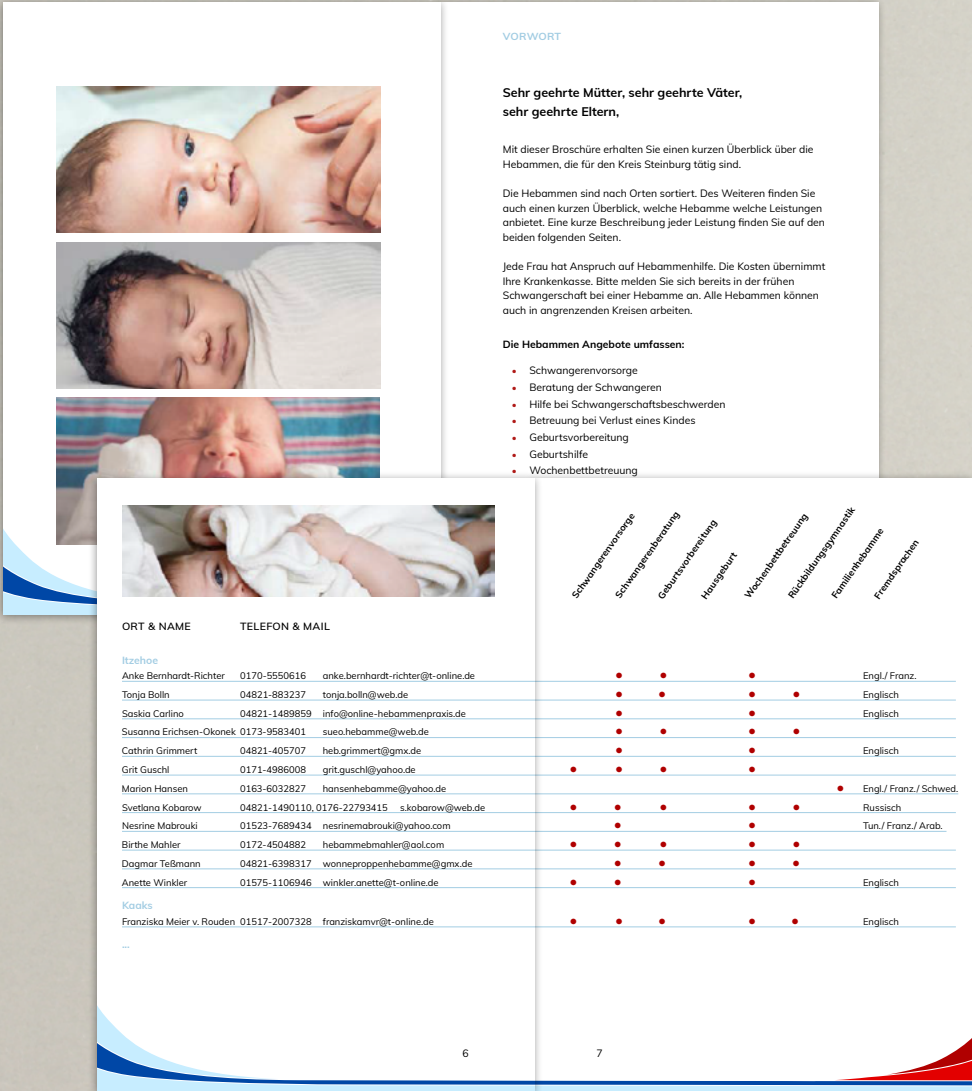 VORWORT
Sehr geehrte Mütter, sehr geehrte Väter,
sehr geehrte Eltern,
Mit dieser Broschüre erhalten Sie einen kurzen Überblick über die
Hebammen, die für den Kreis Steinburg tätig sind.
Die Hebammen sind nach Orten sortiert. Des Weiteren finden Sie
auch einen kurzen Überblick, welche Hebamme welche Leistungen
anbietet. Eine kurze Beschreibung jeder Leistung finden Sie auf den
beiden folgenden Seiten.
Jede Frau hat Anspruch auf Hebammenhilfe. Die Kosten übernimmt
Ihre Krankenkasse. Bitte melden Sie sich bereits in der frühen
Schwangerschaft bei einer Hebamme an. Alle Hebammen können
auch in angrenzenden Kreisen arbeiten.
Die Hebammen Angebote umfassen:
• Schwangerenvorsorge
• Beratung der Schwangeren
• Hilfe bei Schwangerschaftsbeschwerden
• Betreuung bei Verlust eines Kindes
• Geburtsvorbereitung
• Geburtshilfe
• Wochenbettbetreuung
Schwangerenvorsorge
Schwangerenberatung
Geburtsvorbereitung
Hausgeburt
Wochenbettbetreuung
Rückbildungsgymnastik
Familienhebamme
Fremdsprachen
ORT & NAME TELEFON & MAIL
Itzehoe
Anke Bernhardt-Richter 0170-5550616 anke.bernhardt-richter@t-online.de ● ● ● Engl./ Franz.
Tonja Bolln 04821-883237 tonja.bolln@web.de ● ● ● ● Englisch
Saskia Carlino 04821-1489859 info@online-hebammenpraxis.de ● ● Englisch
Susanna Erichsen-Okonek 0173-9583401 sueo.hebamme@web.de ● ● ● ●
Cathrin Grimmert 04821-405707 heb.grimmert@gmx.de ● ● Englisch
Grit Guschl 0171-4986008 grit.guschl@yahoo.de ● ● ● ●
Marion Hansen 0163-6032827 hansenhebamme@yahoo.de ● Engl./ Franz./ Schwed.
Svetlana Kobarow 04821-1490110, 0176-22793415 s.kobarow@web.de ● ● ● ● ● Russisch
Nesrine Mabrouki 01523-7689434 nesrinemabrouki@yahoo.com ● ● Tun./ Franz./ Arab.
Birthe Mahler 0172-4504882 hebammebmahler@aol.com ● ● ● ● ●
Dagmar Teßmann 04821-6398317 wonneproppenhebamme@gmx.de ● ● ● ●
Anette Winkler 01575-1106946 winkler.anette@t-online.de ● ● ● Englisch
Kaaks
Franziska Meier v. Rouden 01517-2007328 franziskamvr@t-online.de ● ● ● ● ● Englisch
...
6 7